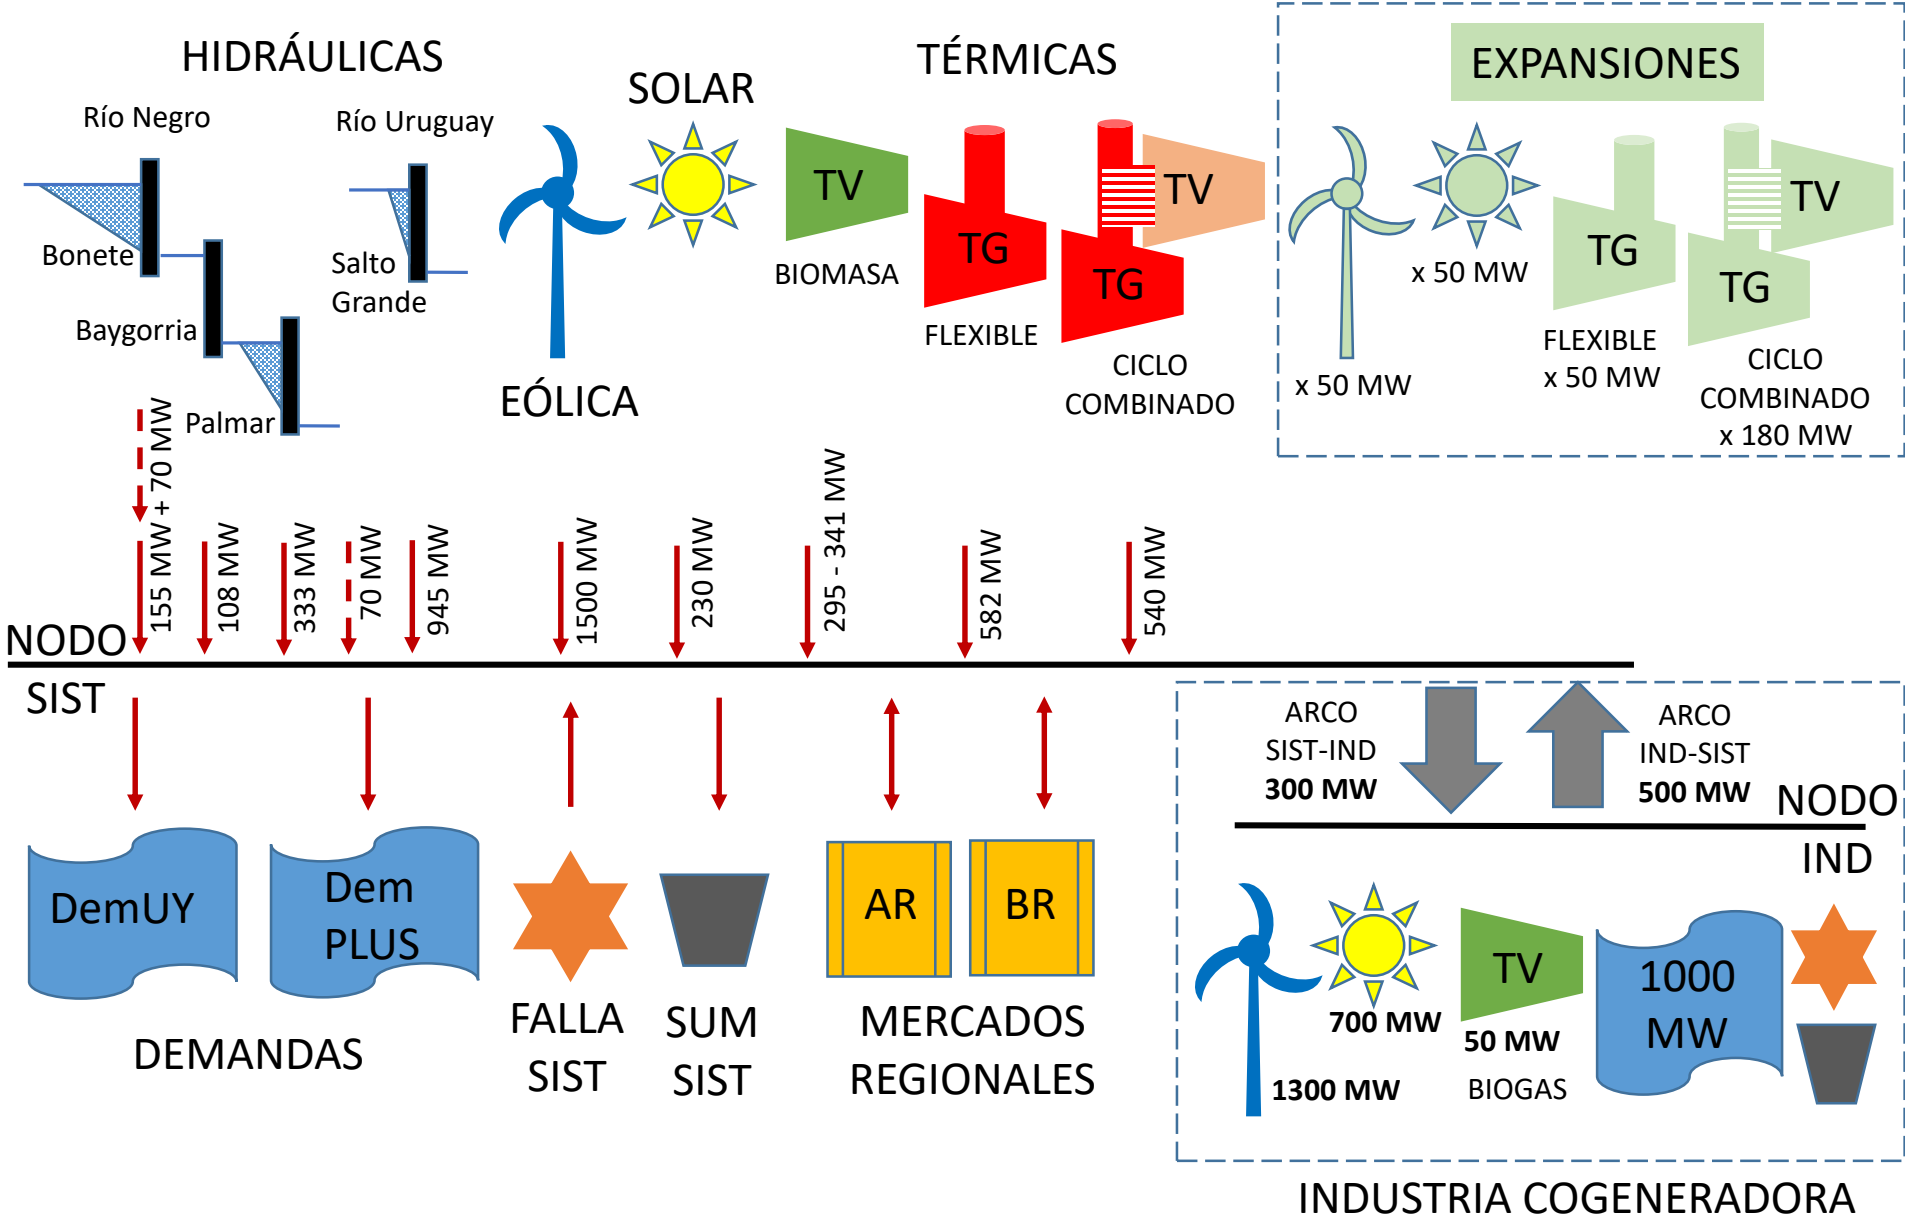 HIDRÁULICAS
Río Negro
Río Uruguay
Bonete
Baygorria
Palmar
Salto
Grande
EÓLICA
SOLAR
TÉRMICAS
TV
BIOMASA
TG
FLEXIBLE
TV
TG
CICLO
COMBINADO
EXPANSIONES
x 50 MW
x 50 MW
TG
FLEXIBLE
x 50 MW
TV
TG
CICLO
COMBINADO
x 180 MW
155 MW + 70 MW
108 MW
333 MW
70 MW
945 MW
1500 MW
230 MW
295 - 341 MW
582 MW
540 MW
NODO
SIST
DemUY
Dem
PLUS
DEMANDAS
FALLA
SIST
SUM
SIST
AR
BR
MERCADOS
REGIONALES
ARCO
SIST-IND
300 MW
ARCO
IND-SIST
500 MW
NODO
IND
1300 MW
700 MW
TV
50 MW
BIOGAS
1000
MW
INDUSTRIA COGENERADORA